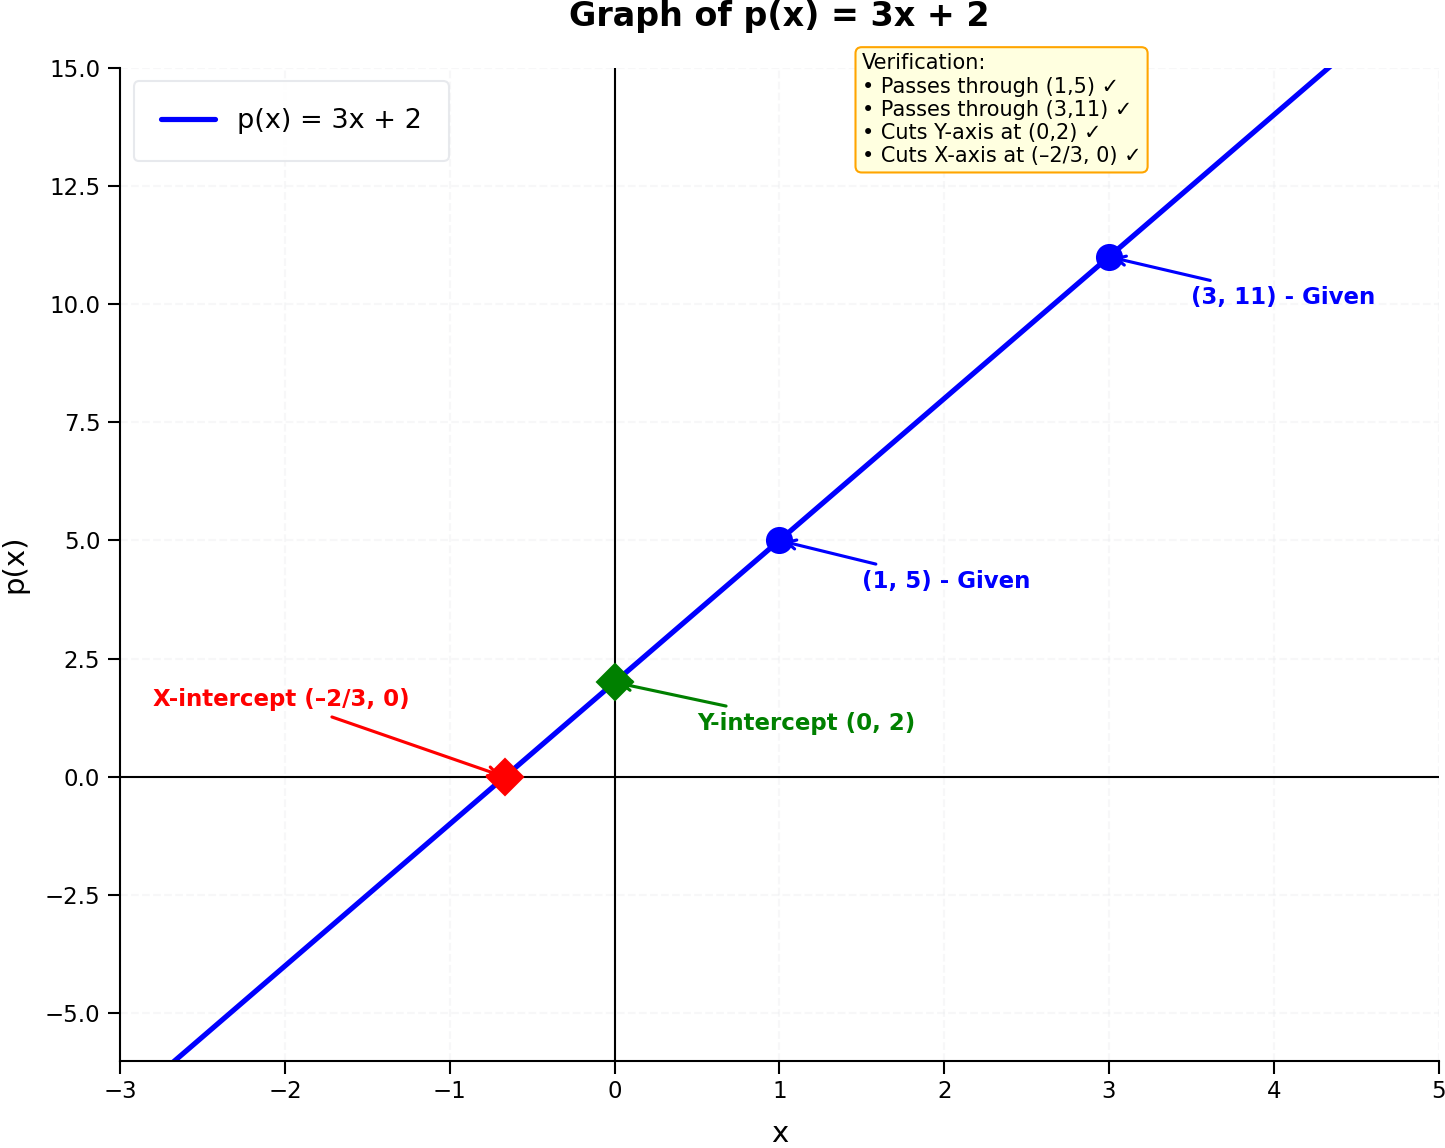 Graph of p(x) = 3x + 2
Verification:
• Passes through (1,5) ✓
• Passes through (3,11) ✓
• Cuts Y-axis at (0,2) ✓
• Cuts X-axis at (–2/3, 0) ✓
p(x) = 3x + 2
15.0
12.5
10.0
7.5
5.0
2.5
0.0
−2.5
−5.0
p(x)
(3, 11) - Given
(1, 5) - Given
X-intercept (–2/3, 0)
Y-intercept (0, 2)
−3 −2 −1 0 1 2 3 4 5
x